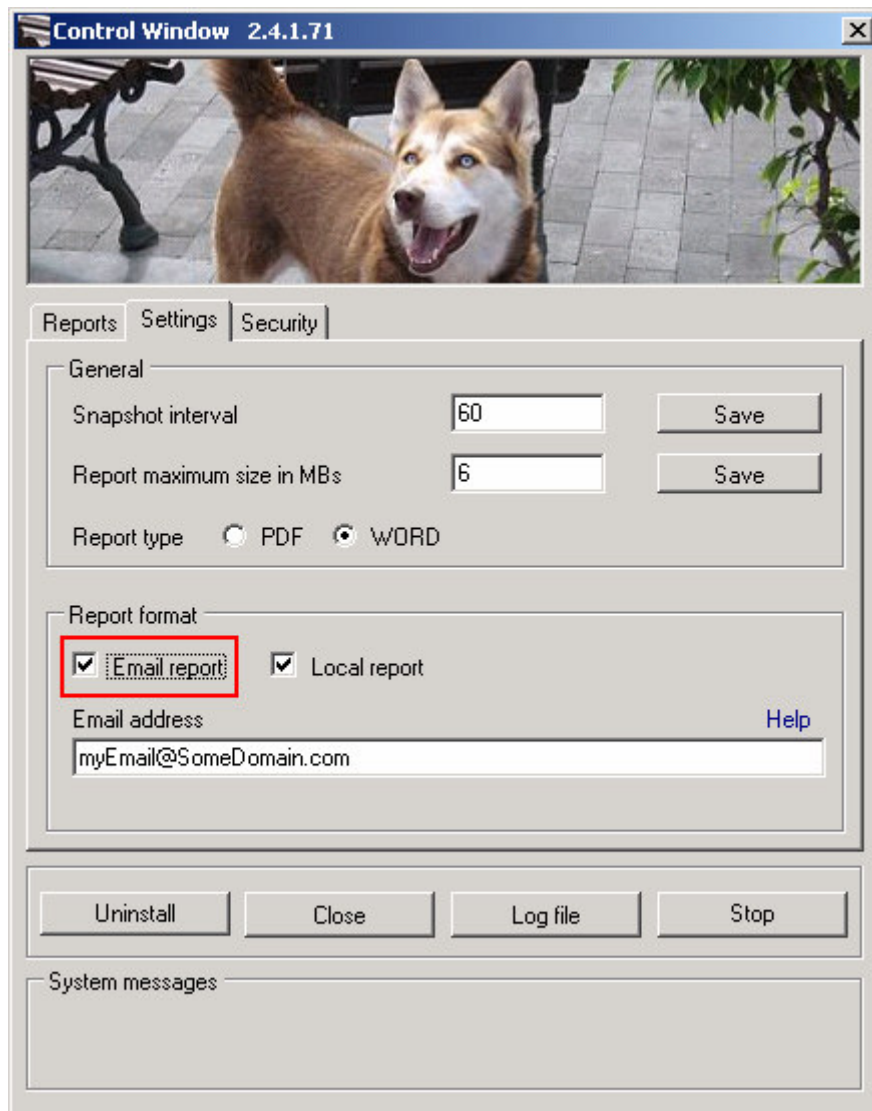 Control Window 2.4.1.71
Reports Settings Security
General
Snapshot interval 60 Save
Report maximum size in MBs 6 Save
Report type PDF WORD
Report format
Email report Local report
Email address Help
myEmail@SomeDomain.com
Uninstall Close Log file Stop
System messages